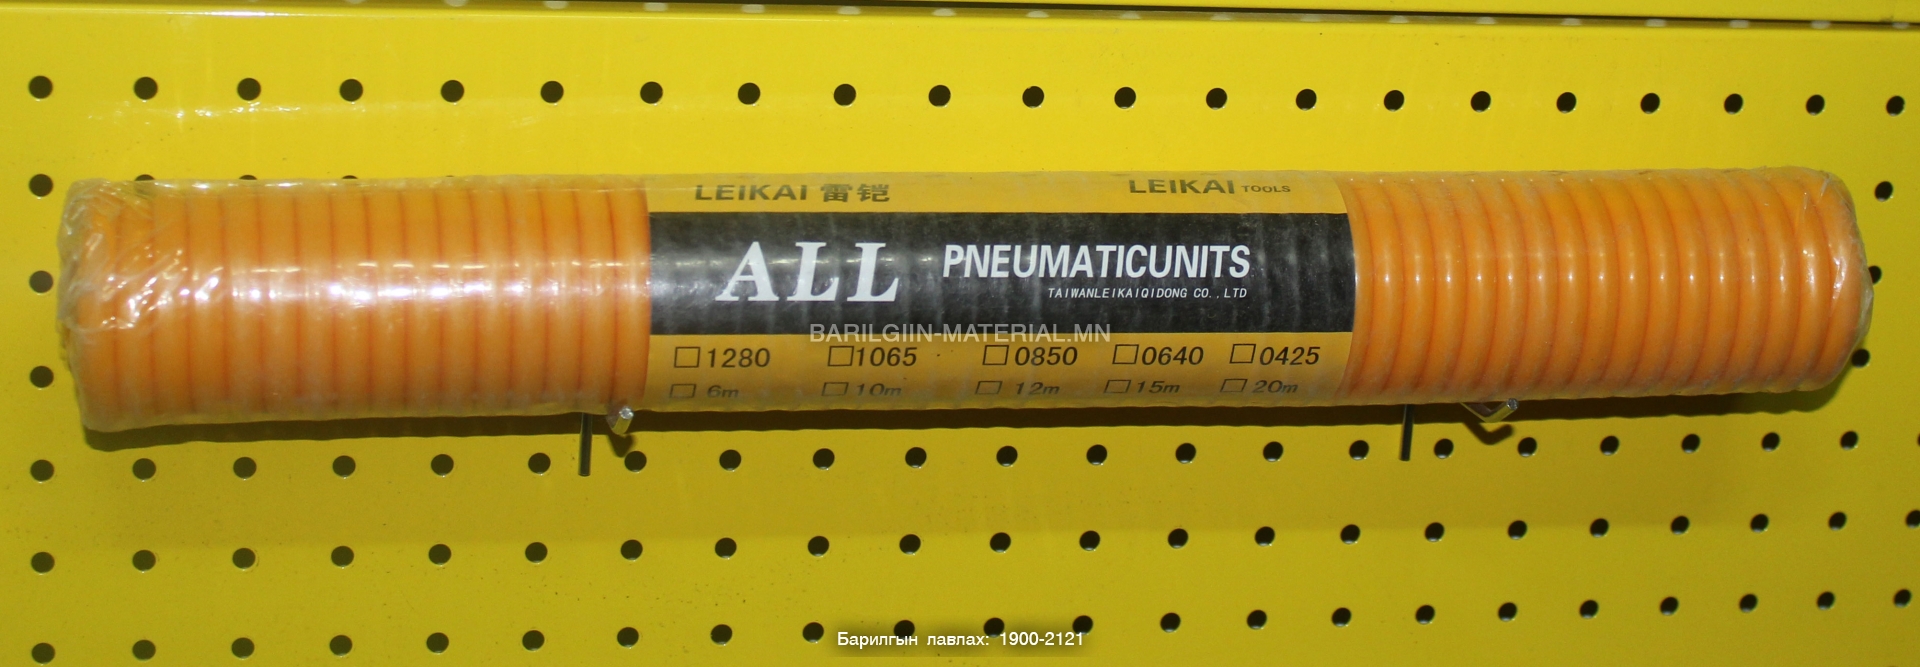 LEIKAI 雷铠 LEIKAI TOOLS
ALL PNEUMATICUNITS
TAIWANLEIKAIQIDONG CO.,LTD
BARILGIIN-MATERIAL.MN
□1280 □1065 □0850 □0640 □0425
□ 6m □ 10m □ 12m □ 15m □ 20m
Барилгын лавлах: 1900-2121